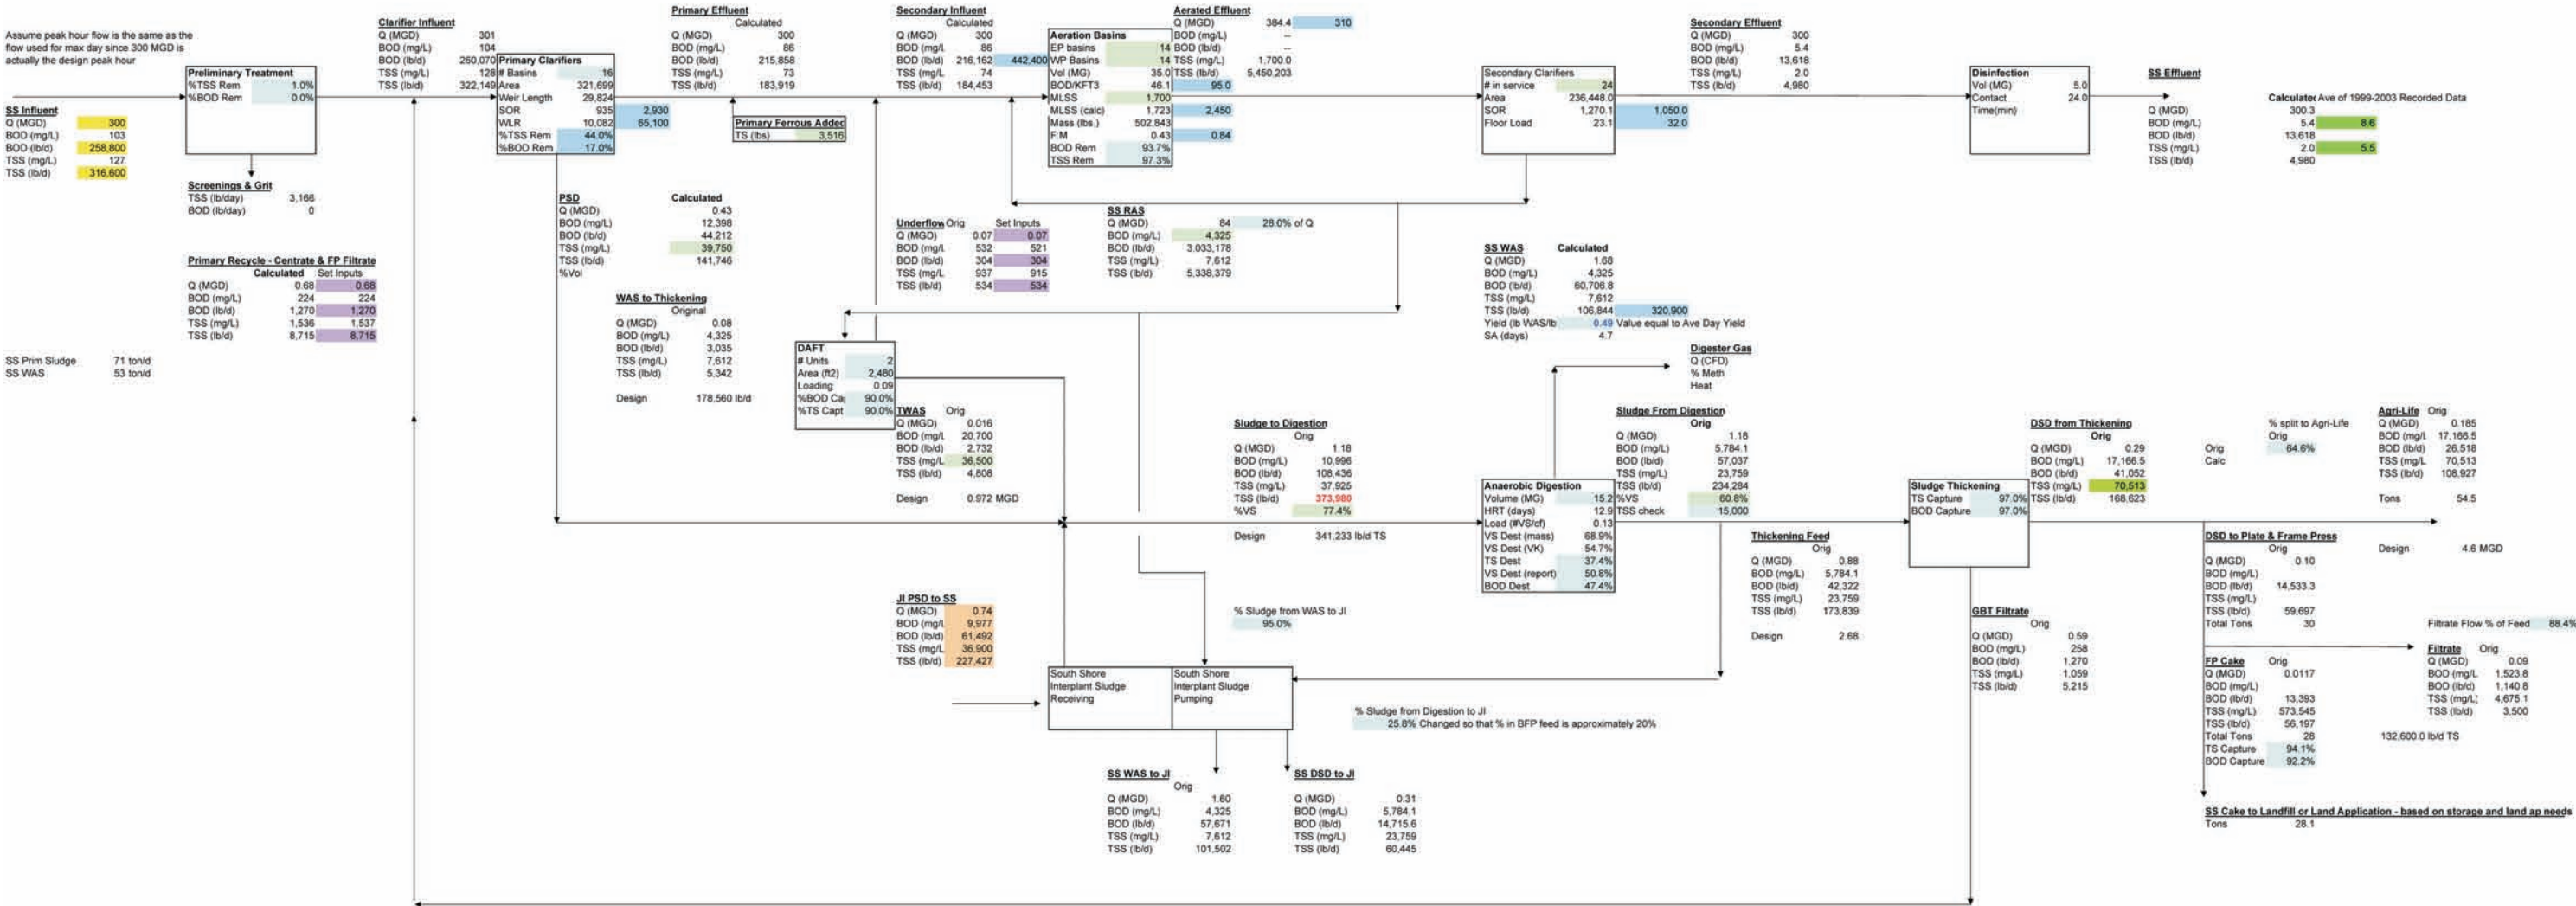 Assume peak hour flow is the same as the
flow used for max day since 300 MGD is
actually the design peak hour
SS Influent
Q (MGD) 300
BOD (mg/L) 103
BOD (lb/d) 258,800
TSS (mg/L) 127
TSS (lb/d) 316,600
Preliminary Treatment
%TSS Rem 1.0%
%BOD Rem 0.0%
Screenings & Grit
TSS (lb/day) 3,166
BOD (lb/day) 0
Primary Recycle - Centrate & FP Filtrate
Calculated Set Inputs
Q (MGD) 0.68 0.68
BOD (mg/L) 224 224
BOD (lb/d) 1,270 1,270
TSS (mg/L) 1,536 1,537
TSS (lb/d) 8,715 8,715
SS Prim Sludge 71 ton/d
SS WAS 53 ton/d
Clarifier Influent
Q (MGD) 301
BOD (mg/L) 104
BOD (lb/d) 260,070
TSS (mg/L) 128
TSS (lb/d) 322,149
Primary Clarifiers
# Basins 16
Area 321,699
Weir Length 29,824
SOR 935 2,930
WLR 10,082 65,100
%TSS Rem 44.0%
%BOD Rem 17.0%
Primary Effluent
Calculated
Q (MGD) 300
BOD (mg/L) 86
BOD (lb/d) 215,858
TSS (mg/L) 73
TSS (lb/d) 183,919
Primary Ferrous Added
TS (lbs) 3,516
PSD Calculated
Q (MGD) 0.43
BOD (mg/L) 12,398
BOD (lb/d) 44,212
TSS (mg/L) 39,750
TSS (lb/d) 141,746
%Vol
Secondary Influent
Calculated
Q (MGD) 300
BOD (mg/L 86
BOD (lb/d) 216,162 442,400
TSS (mg/L 74
TSS (lb/d) 184,453
Aeration Basins
EP basins 14
WP Basins 14
Vol (MG) 35.0
BOD/KFT3 46.1 95.0
MLSS 1,700
MLSS (calc) 1,723 2,450
Mass (lbs.) 502,843
F:M 0.43 0.84
BOD Rem 93.7%
TSS Rem 97.3%
Aerated Effluent
Q (MGD) 384.4 310
BOD (mg/L) --
BOD (lb/d) --
TSS (mg/L) 1,700.0
TSS (lb/d) 5,450,203
Secondary Clarifiers
# in service 24
Area 236,448.0
SOR 1,270.1 1,050.0
Floor Load 23.1 32.0
Secondary Effluent
Q (MGD) 300
BOD (mg/L) 5.4
BOD (lb/d) 13,618
TSS (mg/L) 2.0
TSS (lb/d) 4,980
Disinfection
Vol (MG) 5.0
Contact 24.0
Time(min)
SS Effluent
Calculatec Ave of 1999-2003 Recorded Data
Q (MGD) 300.3
BOD (mg/L) 5.4 8.6
BOD (lb/d) 13,618
TSS (mg/L) 2.0 5.5
TSS (lb/d) 4,980
Underflow Orig Set Inputs
Q (MGD) 0.07 0.07
BOD (mg/L 532 521
BOD (lb/d) 304 304
TSS (mg/L 937 915
TSS (lb/d) 534 534
SS RAS
Q (MGD) 84 28.0% of Q
BOD (mg/L) 4,325
BOD (lb/d) 3,033,178
TSS (mg/L) 7,612
TSS (lb/d) 5,338,379
SS WAS Calculated
Q (MGD) 1.68
BOD (mg/L) 4,325
BOD (lb/d) 60,706.8
TSS (mg/L) 7,612
TSS (lb/d) 106,844 320,900
Yield (lb WAS/lb 0.49 Value equal to Ave Day Yield
SA (days) 4.7
WAS to Thickening
Original
Q (MGD) 0.08
BOD (mg/L) 4,325
BOD (lb/d) 3,035
TSS (mg/L) 7,612
TSS (lb/d) 5,342
Design 178,560 lb/d
DAFT
# Units 2
Area (ft2) 2,480
Loading 0.09
%BOD Cap 90.0%
%TS Capt 90.0%
TWAS Orig
Q (MGD) 0.016
BOD (mg/L 20,700
BOD (lb/d) 2,732
TSS (mg/L 36,500
TSS (lb/d) 4,808
Design 0.972 MGD
Digester Gas
Q (CFD)
% Meth
Heat
Sludge to Digestion
Orig
Q (MGD) 1.18
BOD (mg/L) 10,996
BOD (lb/d) 108,436
TSS (mg/L) 37,925
TSS (lb/d) 373,980
%VS 77.4%
Design 341,233 lb/d TS
Anaerobic Digestion
Volume (MG) 15.2
HRT (days) 12.9
Load (#VS/cf) 0.13
VS Dest (mass) 68.9%
VS Dest (VK) 54.7%
TS Dest 37.4%
VS Dest (report) 50.8%
BOD Dest 47.4%
Sludge From Digestion
Orig
Q (MGD) 1.18
BOD (mg/L) 5,784.1
BOD (lb/d) 57,037
TSS (mg/L) 23,759
TSS (lb/d) 234,284
%VS 60.8%
TSS check 15,000
Thickening Feed
Orig
Q (MGD) 0.88
BOD (mg/L) 5,784.1
BOD (lb/d) 42,322
TSS (mg/L) 23,759
TSS (lb/d) 173,839
Design 2.68
Sludge Thickening
TS Capture 97.0%
BOD Capture 97.0%
DSD from Thickening
Orig
Q (MGD) 0.29
BOD (mg/L) 17,166.5
BOD (lb/d) 41,052
TSS (mg/L) 70,513
TSS (lb/d) 168,623
% split to Agri-Life
Orig
Orig 64.6%
Calc
Agri-Life Orig
Q (MGD) 0.185
BOD (mg/L 17,166.5
BOD (lb/d) 26,518
TSS (mg/L 70,513
TSS (lb/d) 108,927
Tons 54.5
Design 4.6 MGD
DSD to Plate & Frame Press
Orig
Q (MGD) 0.10
BOD (mg/L)
BOD (lb/d) 14,533.3
TSS (mg/L)
TSS (lb/d) 59,697
Total Tons 30
Filtrate Flow % of Feed 88.4%
Filtrate Orig
Q (MGD) 0.09
BOD (mg/L 1,523.8
BOD (lb/d) 1,140.8
TSS (mg/L; 4,675.1
TSS (lb/d) 3,500
FP Cake Orig
Q (MGD) 0.0117
BOD (mg/L)
BOD (lb/d) 13,393
TSS (mg/L) 573,545
TSS (lb/d) 56,197
Total Tons 28
132,600.0 lb/d TS
TS Capture 94.1%
BOD Capture 92.2%
GBT Filtrate
Orig
Q (MGD) 0.59
BOD (mg/L) 258
BOD (lb/d) 1,270
TSS (mg/L) 1,059
TSS (lb/d) 5,215
JI PSD to SS
Q (MGD) 0.74
BOD (mg/L 9,977
BOD (lb/d) 61,492
TSS (mg/L 36,900
TSS (lb/d) 227,427
% Sludge from WAS to JI
95.0%
South Shore
Interplant Sludge
Receiving
South Shore
Interplant Sludge
Pumping
% Sludge from Digestion to JI
25.8% Changed so that % in BFP feed is approximately 20%
SS WAS to JI
Orig
Q (MGD) 1.60
BOD (mg/L) 4,325
BOD (lb/d) 57,671
TSS (mg/L) 7,612
TSS (lb/d) 101,502
SS DSD to JI
Q (MGD) 0.31
BOD (mg/L) 5,784.1
BOD (lb/d) 14,715.6
TSS (mg/L) 23,759
TSS (lb/d) 60,445
SS Cake to Landfill or Land Application - based on storage and land ap needs
Tons 28.1